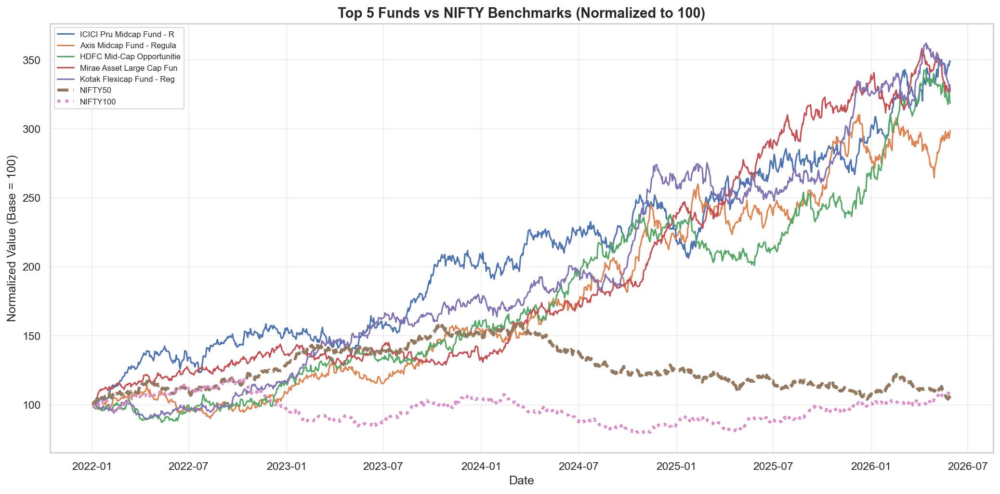 Top 5 Funds vs NIFTY Benchmarks (Normalized to 100)
ICICI Pru Midcap Fund - R
Axis Midcap Fund - Regula
HDFC Mid-Cap Opportunitie
Mirae Asset Large Cap Fun
Kotak Flexicap Fund - Reg
NIFTY50
NIFTY100
Normalized Value (Base = 100)
350
300
250
200
150
100
2022-01
2022-07
2023-01
2023-07
2024-01
2024-07
2025-01
2025-07
2026-01
2026-07
Date